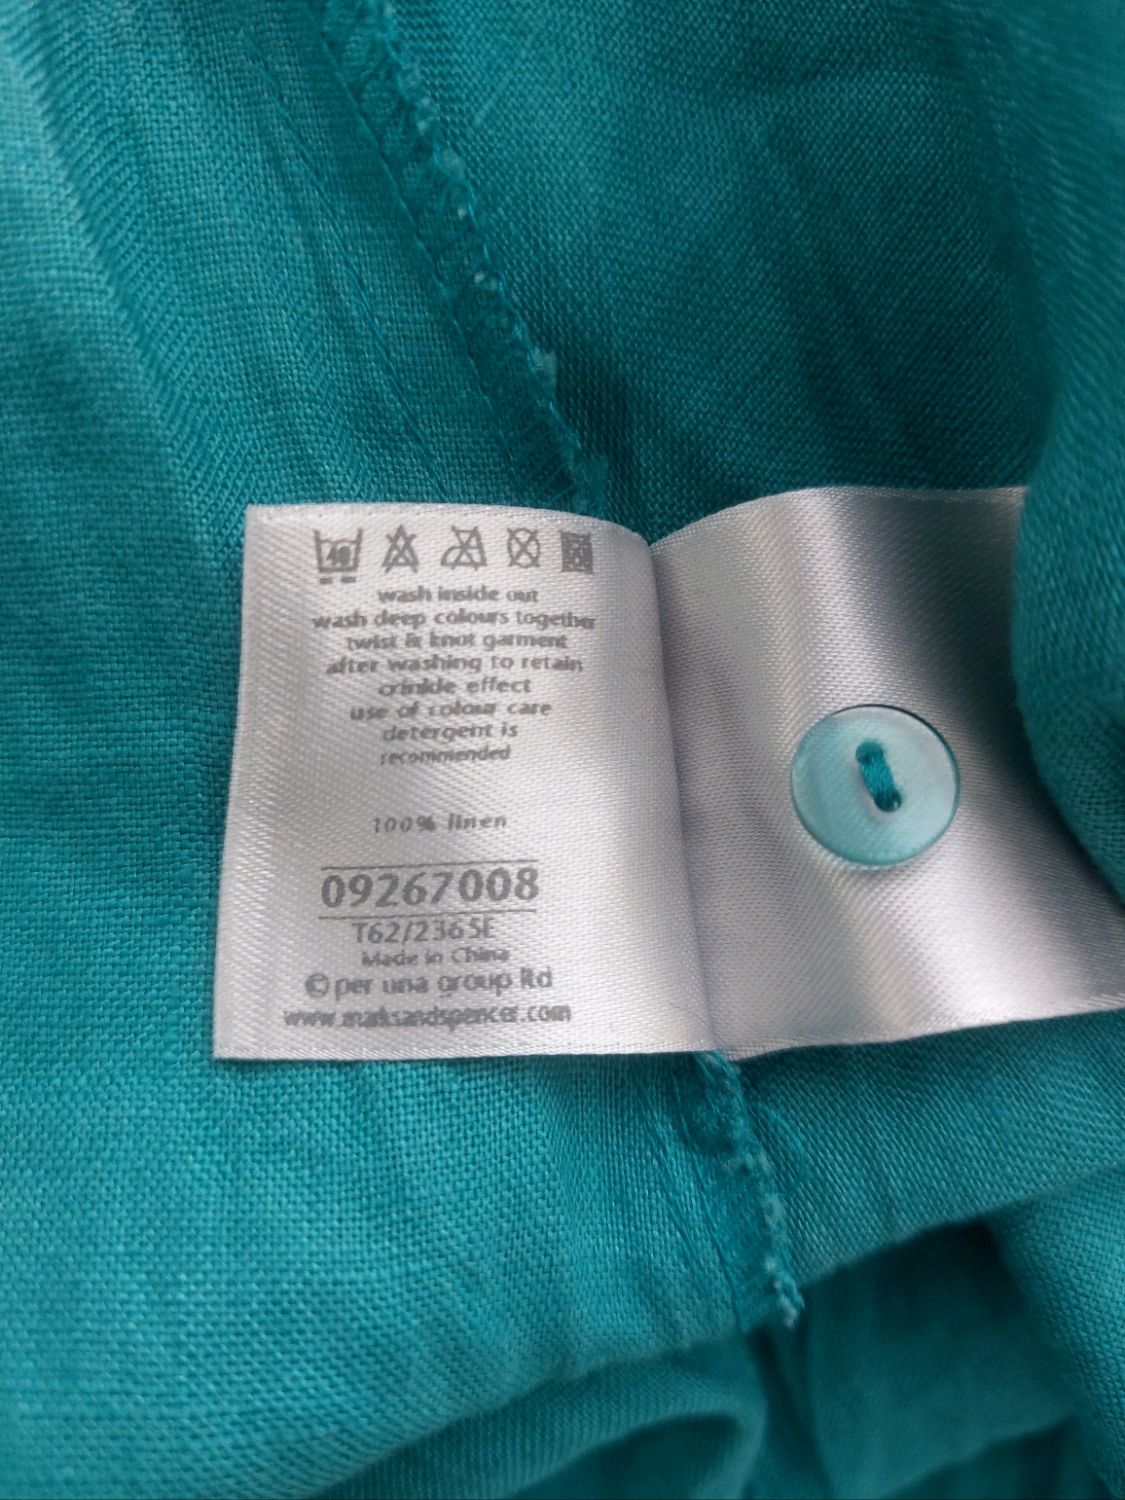 40
wash inside out
wash deep colours together
twist & knot garment
after washing to retain
crinkle effect
use of colour care
detergent is
recommended
100% linen
09267008
T62/2365E
Made in China
© per una group ltd
www.marksandspencer.com